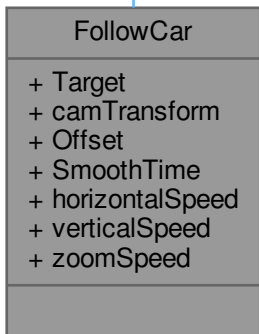 FollowCar
+ Target
+ camTransform
+ Offset
+ SmoothTime
+ horizontalSpeed
+ verticalSpeed
+ zoomSpeed